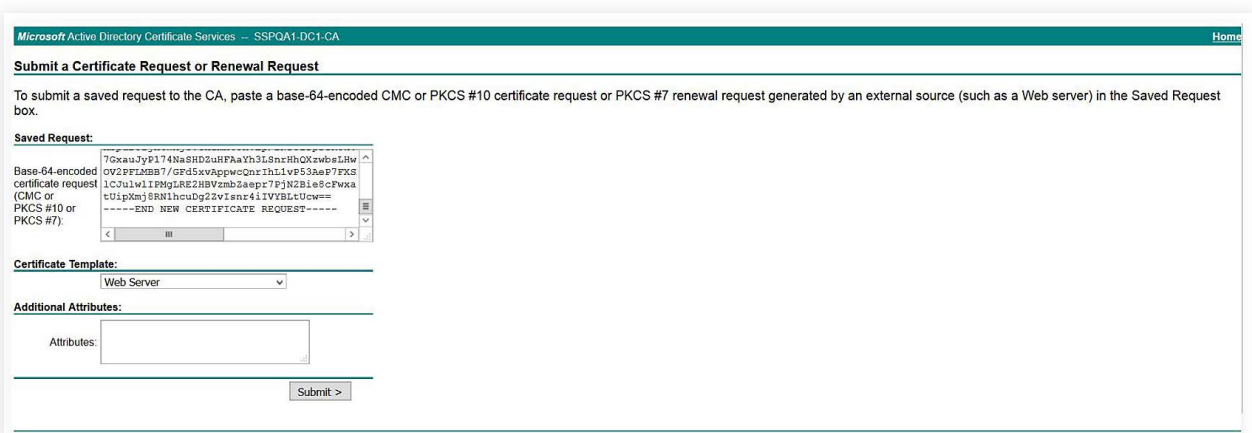 Microsoft Active Directory Certificate Services -- SSPQA1-DC1-CA
Home
Submit a Certificate Request or Renewal Request
To submit a saved request to the CA, paste a base-64-encoded CMC or PKCS #10 certificate request or PKCS #7 renewal request generated by an external source (such as a Web server) in the Saved Request
box.
Saved Request:
Base-64-encoded
certificate request
(CMC or
PKCS #10 or
PKCS #7):
7GxauJyP174NaSHDZuHFAaYh3LSnrHhQXzwbsLHw
OV2PFLMBB7/GFd5xvAppwcQnrIhL1vP53AeP7FXS
lCJulwlIPMgLRE2HBVzmbZaepr7PjN2Bie8cFwxa
tUipXmj8RNlhcuDg2ZvIsnr4iIVYBLtUcw==
-----END NEW CERTIFICATE REQUEST-----
Certificate Template:
Web Server
Additional Attributes:
Attributes:
Submit >